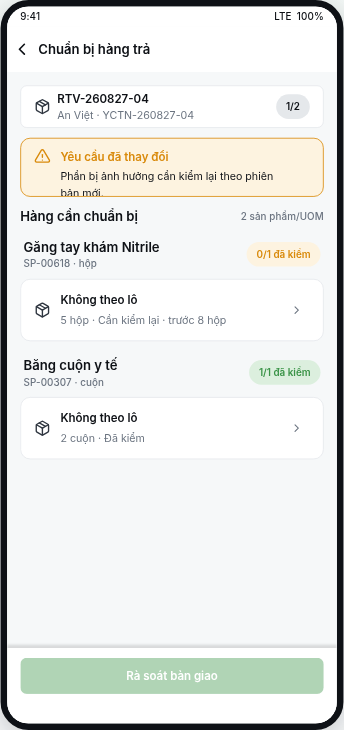 9:41 LTE 100%
Chuẩn bị hàng trả
RTV-260827-04
An Việt · YCTN-260827-04
1/2
Yêu cầu đã thay đổi
Phần bị ảnh hưởng cần kiểm lại theo phiên
bản mới.
Hàng cần chuẩn bị 2 sản phẩm/UOM
Găng tay khám Nitrile
SP-00618 · hộp
0/1 đã kiểm
Không theo lô
5 hộp · Cần kiểm lại · trước 8 hộp
Băng cuộn y tế
SP-00307 · cuộn
1/1 đã kiểm
Không theo lô
2 cuộn · Đã kiểm
Rà soát bàn giao